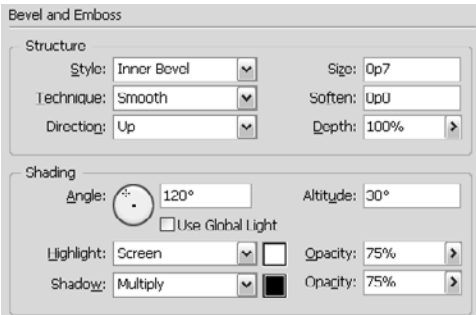 Bevel and Emboss
Structure
Style: Inner Bevel Size: 0p7
Technique: Smooth Soften: 0p0
Direction: Up Depth: 100%
Shading
Angle: 120° Altitude: 30°
Use Global Light
Highlight: Screen Opacity: 75%
Shadow: Multiply Opacity: 75%